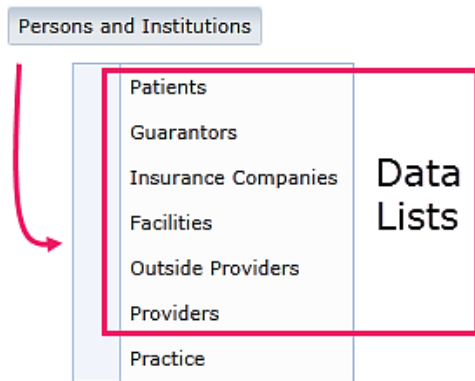 Persons and Institutions
Patients
Guarantors
Insurance Companies
Facilities
Outside Providers
Providers
Practice
Data
Lists